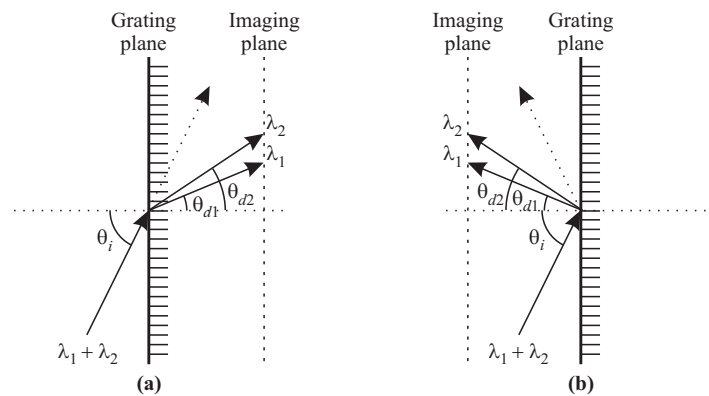 Grating
plane
Imaging
plane
λ2
λ1
θd2
θd1
θi
λ1 + λ2
(a)
Imaging
plane
Grating
plane
λ2
λ1
θd2
θd1
θi
λ1 + λ2
(b)